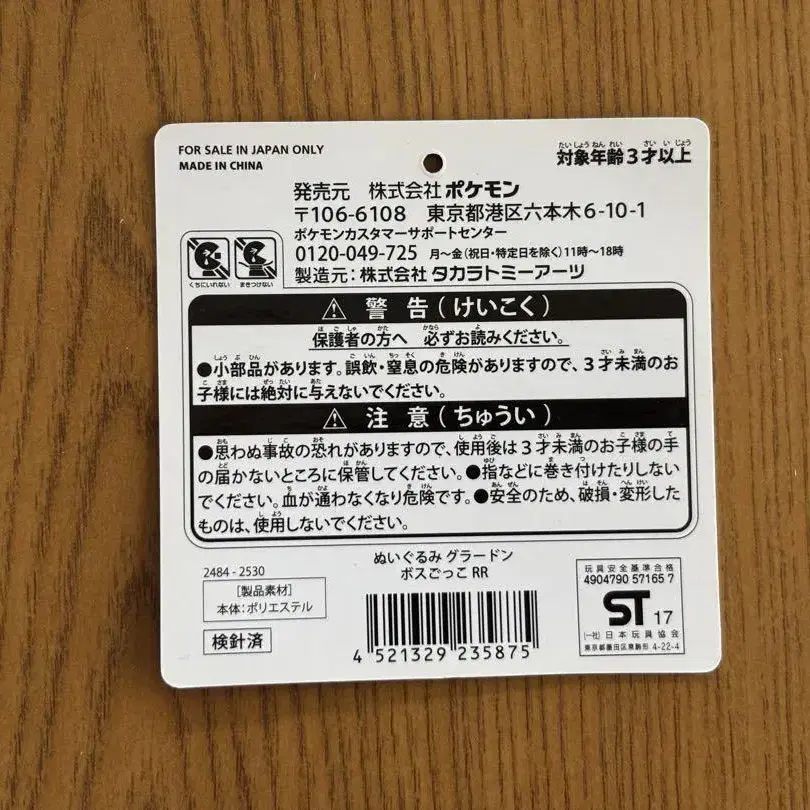 FOR SALE IN JAPAN ONLY
MADE IN CHINA
対象年齢3才以上
発売元 株式会社ポケモン
〒106-6108 東京都港区六本木6-10-1
ポケモンカスタマーサポートセンター
0120-049-725 月〜金(祝日・特定日を除く)11時〜18時
製造元:株式会社 タカラトミーアーツ
くちにいれない まきつけない
警告(けいこく)
保護者の方へ 必ずお読みください。
●小部品があります。誤飲・窒息の危険がありますので、3才未満のお
子様には絶対に与えないでください。
注意(ちゅうい)
●思わぬ事故の恐れがありますので、使用後は3才未満のお子様の手
の届かないところに保管してください。●指などに巻き付けたりしない
でください。血が通わなくなり危険です。●安全のため、破損・変形した
ものは、使用しないでください。
2484-2530
[製品素材]
本体:ポリエステル
検針済
ぬいぐるみ グラードン
ボスごっこ RR
4 521329 235875
玩具安全基準合格
4904790 57165 7
ST 17
(一社)日本玩具協会
東京都墨田区東駒形 4-22-4